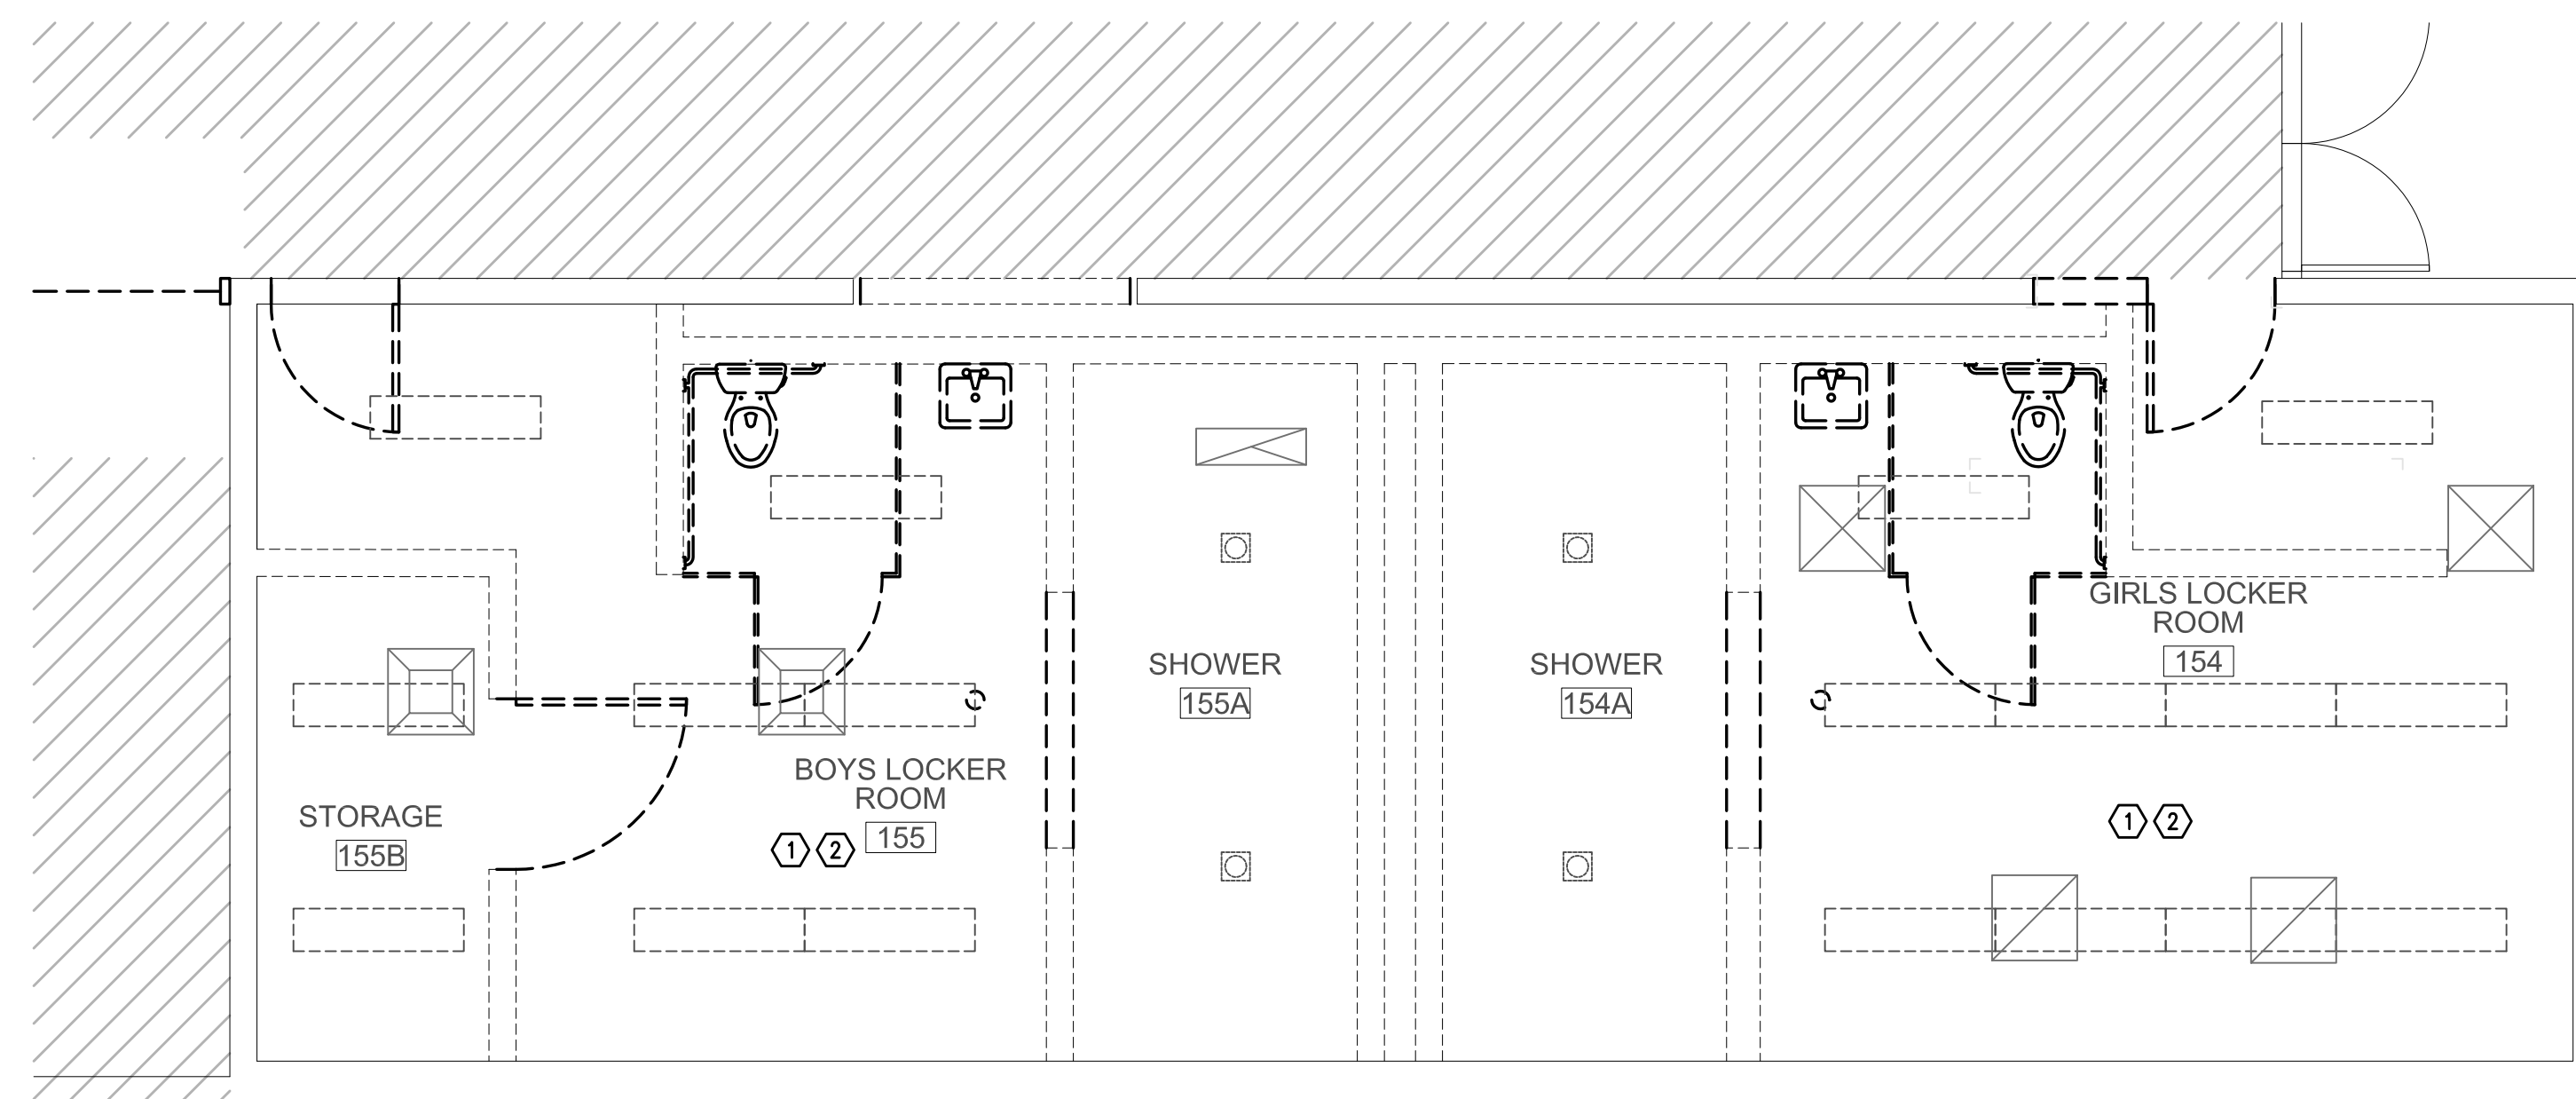 GIRLS LOCKER
ROOM
154
SHOWER
155A
SHOWER
154A
BOYS LOCKER
ROOM
155
1 2
STORAGE
155B
1 2